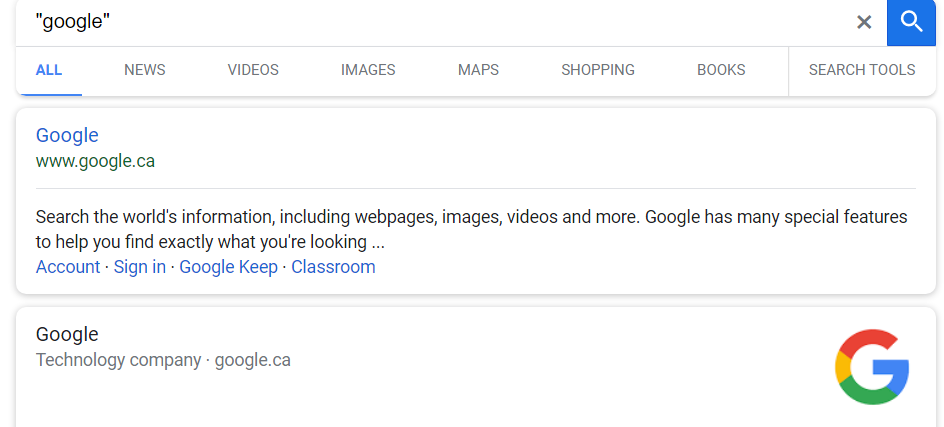 "google"
ALL NEWS VIDEOS IMAGES MAPS SHOPPING BOOKS SEARCH TOOLS
Google
www.google.ca
Search the world's information, including webpages, images, videos and more. Google has many special features
to help you find exactly what you're looking ...
Account · Sign in · Google Keep · Classroom
Google
Technology company · google.ca